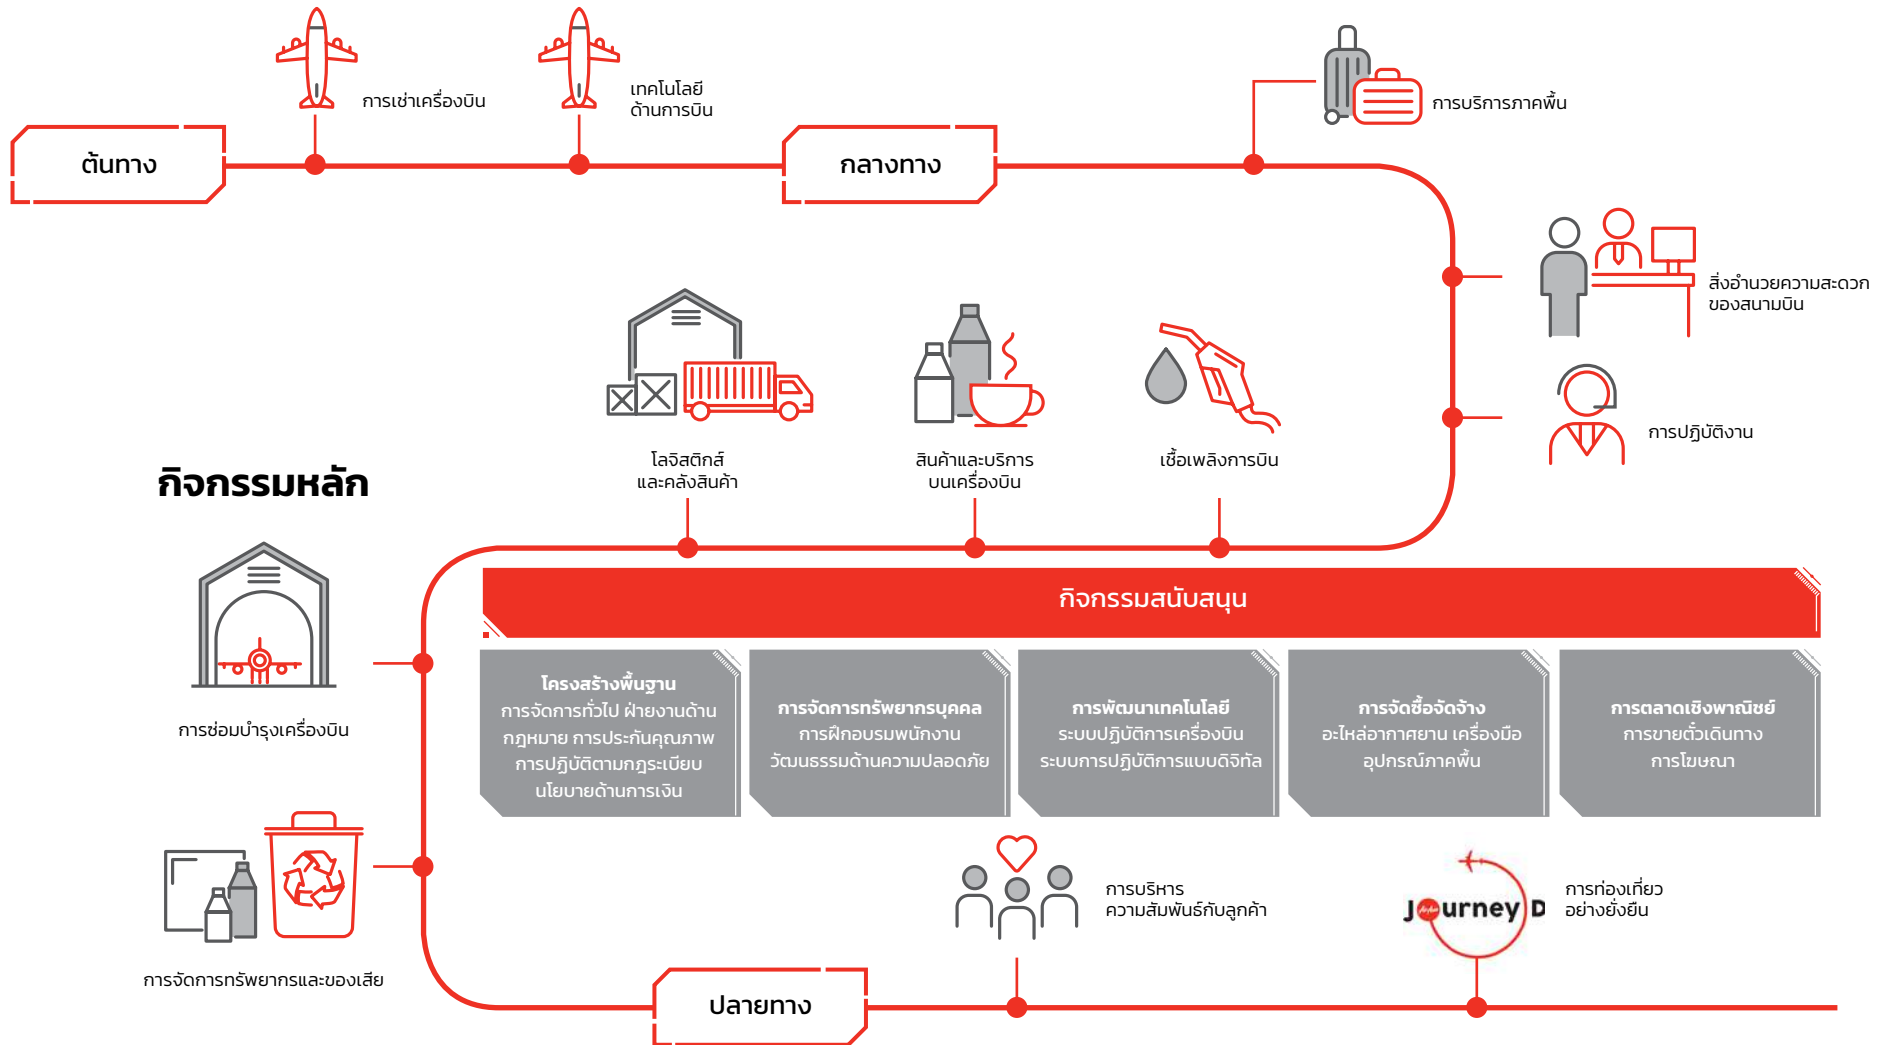 การเช่าเครื่องบิน
เทคโนโลยี
ด้านการบิน
การบริการภาคพื้น
ต้นทาง
กลางทาง
สิ่งอำนวยความสะดวก
ของสนามบิน
การปฏิบัติงาน
โลจิสติกส์
และคลังสินค้า
สินค้าและบริการ
บนเครื่องบิน
เชื้อเพลิงการบิน
กิจกรรมหลัก
การซ่อมบำรุงเครื่องบิน
กิจกรรมสนับสนุน
โครงสร้างพื้นฐาน
การจัดการทั่วไป ฝ่ายงานด้าน
กฎหมาย การประกันคุณภาพ
การปฏิบัติตามกฎระเบียบ
นโยบายด้านการเงิน
การจัดการทรัพยากรบุคคล
การฝึกอบรมพนักงาน
วัฒนธรรมด้านความปลอดภัย
การพัฒนาเทคโนโลยี
ระบบปฏิบัติการเครื่องบิน
ระบบการปฏิบัติการแบบดิจิทัล
การจัดซื้อจัดจ้าง
อะไหล่อากาศยาน เครื่องมือ
อุปกรณ์ภาคพื้น
การตลาดเชิงพาณิชย์
การขายตั๋วเดินทาง
การโฆษณา
การจัดการทรัพยากรและของเสีย
การบริหาร
ความสัมพันธ์กับลูกค้า
Journey D
การท่องเที่ยว
อย่างยั่งยืน
ปลายทาง